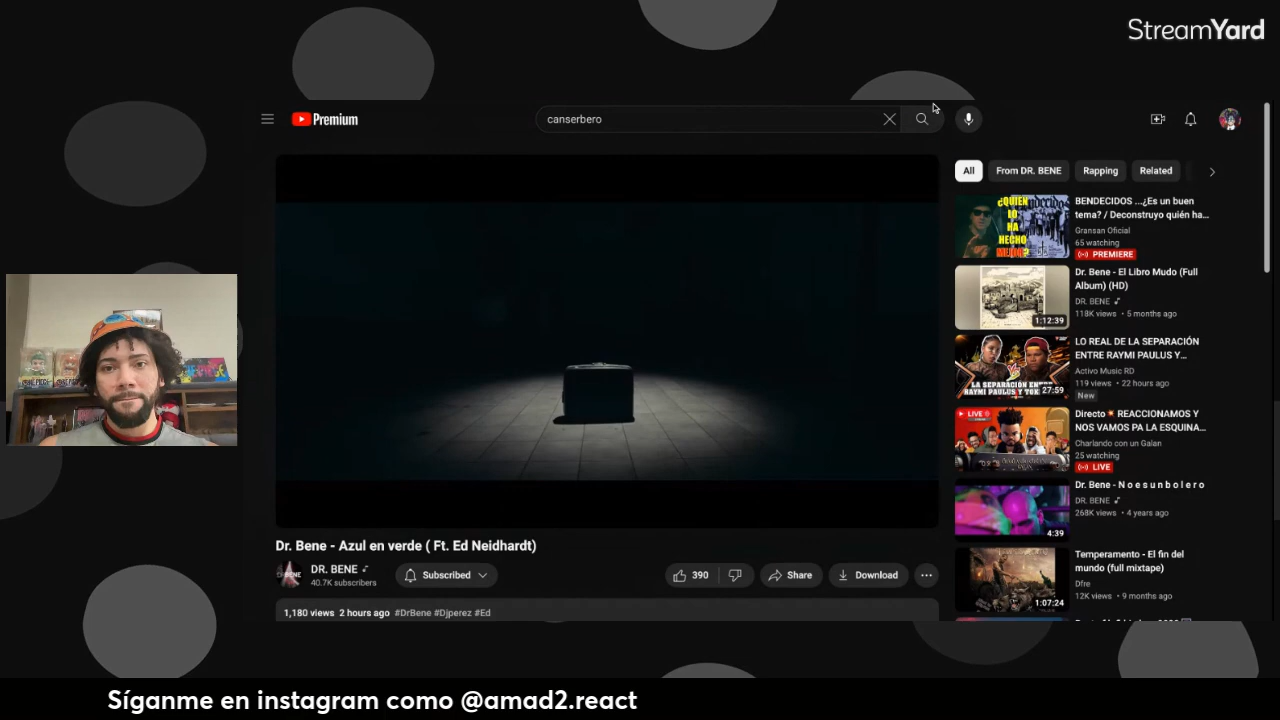 StreamYard
Premium
canserbero
All
From DR. BENE
Rapping
Related
¿QUIEN
LO
HA
HECHO
MEJOR?
BENDECIDOS ...¿Es un buen
tema? / Deconstruyo quién ha...
Gransan Oficial
65 watching
PREMIERE
1:12:39
Dr. Bene - El Libro Mudo (Full
Album) (HD)
DR. BENE
118K views • 5 months ago
27:59
LO REAL DE LA SEPARACIÓN
ENTRE RAYMI PAULUS Y...
Activo Music RD
119 views • 22 hours ago
New
LIVE
Directo💥 REACCIONAMOS Y
NOS VAMOS PA LA ESQUINA...
Charlando con un Galan
25 watching
LIVE
4:39
Dr. Bene - N o e s u n b o l e r o
DR. BENE
268K views • 4 years ago
1:07:24
Temperamento - El fin del
mundo (full mixtape)
Dfre
12K views • 9 months ago
Dr. Bene - Azul en verde ( Ft. Ed Neidhardt)
DR. BENE
40.7K subscribers
Subscribed
390
Share
Download
1,180 views 2 hours ago #DrBene #Djperez #Ed
Síganme en instagram como @amad2.react